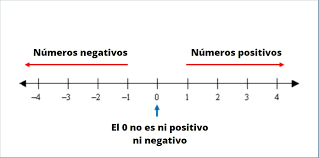 Números negativos Números positivos
–4 –3 –2 –1 0 1 2 3 4
El 0 no es ni positivo
ni negativo